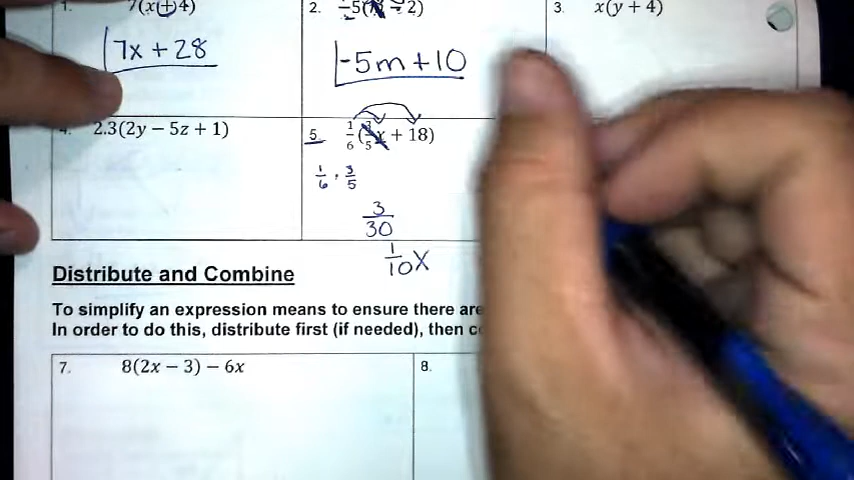 1. 7(x + 4)
7x + 28
2. -5(m - 2)
-5m + 10
3. x(y + 4)
4. 2.3(2y − 5z + 1)
5. 1/6(3/5x + 18)
1/6 · 3/5
3/30
1/10x
Distribute and Combine
To simplify an expression means to ensure there are
In order to do this, distribute first (if needed), then
7. 8(2x − 3) − 6x
8.